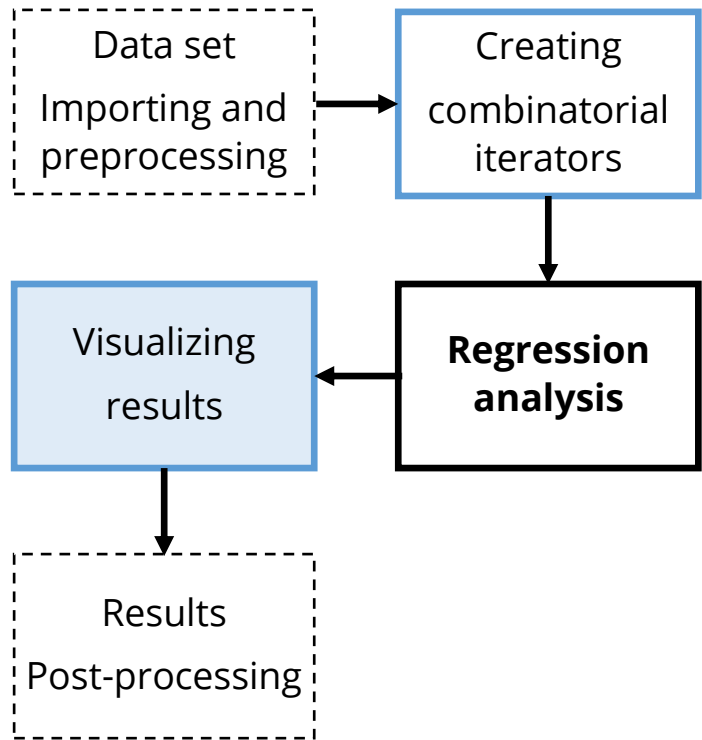 Data set
Importing and
preprocessing
Creating
combinatorial
iterators
Regression
analysis
Visualizing
results
Results
Post-processing